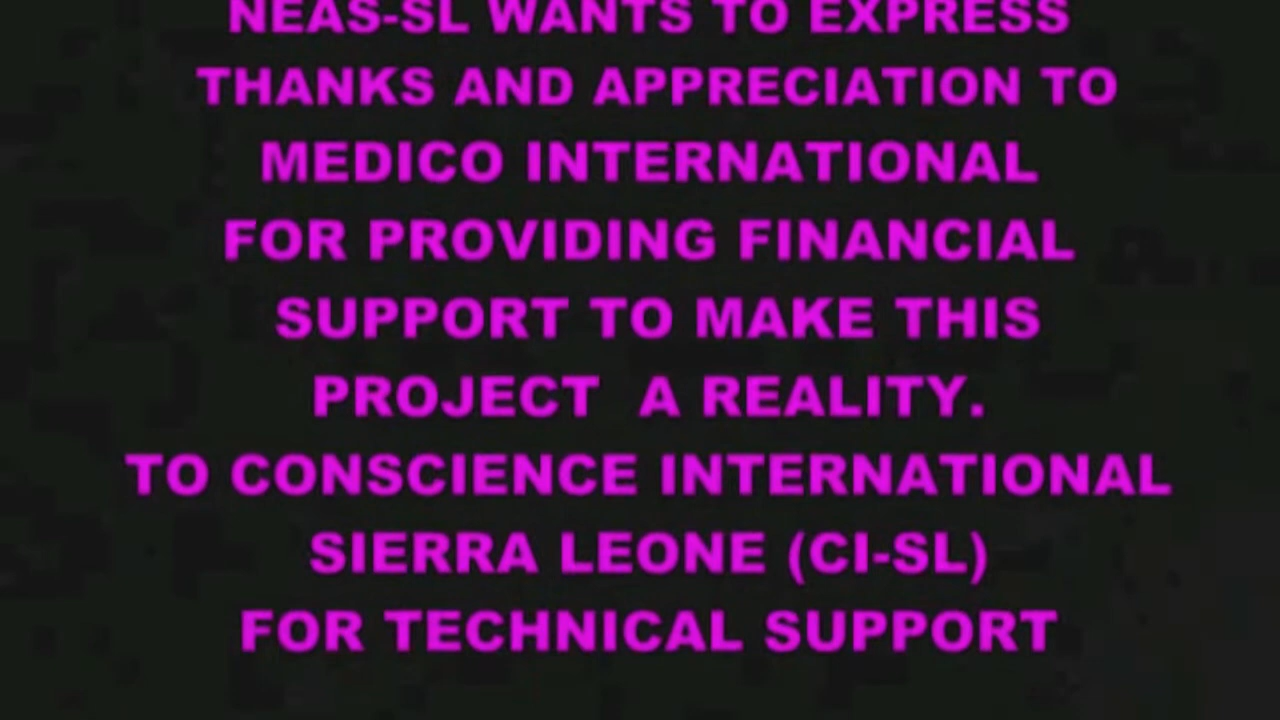 NEAS-SL WANTS TO EXPRESS
THANKS AND APPRECIATION TO
MEDICO INTERNATIONAL
FOR PROVIDING FINANCIAL
SUPPORT TO MAKE THIS
PROJECT  A REALITY.
TO CONSCIENCE INTERNATIONAL
SIERRA LEONE (CI-SL)
FOR TECHNICAL SUPPORT